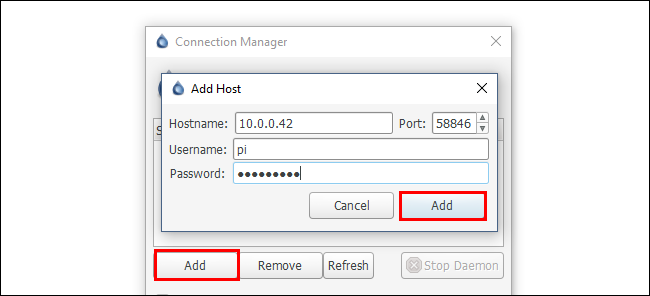 Connection Manager
Add Host
Hostname: 10.0.0.42 Port: 58846
Username: pi
Password: ●●●●●●●●●
Cancel Add
Add Remove Refresh Stop Daemon